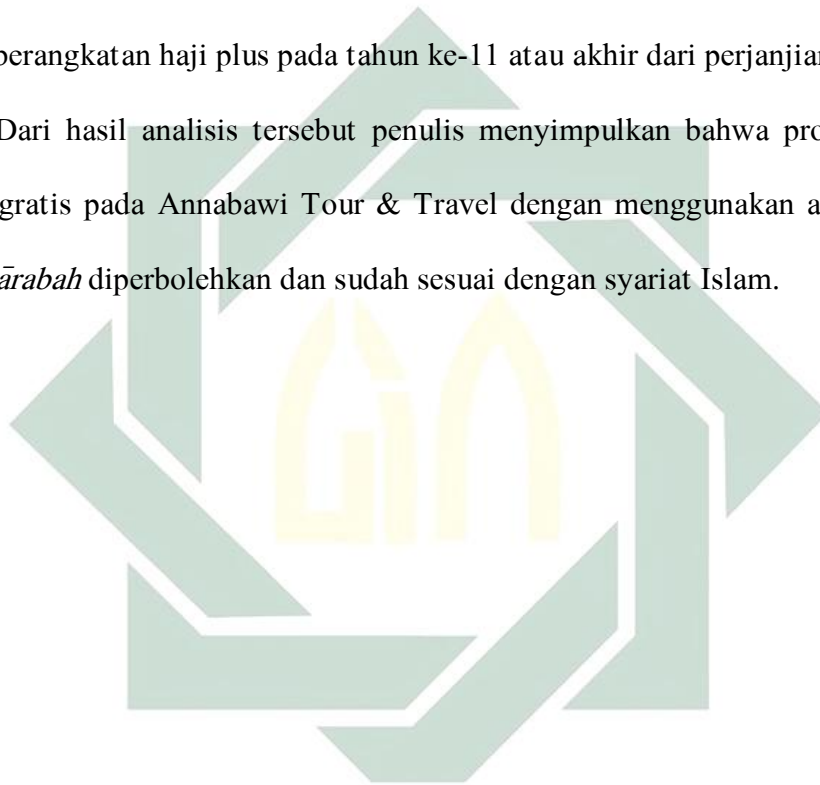 perangkatan haji plus pada tahun ke-11 atau akhir dari perjanjian
Dari hasil analisis tersebut penulis menyimpulkan bahwa pro
gratis pada Annabawi Tour & Travel dengan menggunakan a
ārabah diperbolehkan dan sudah sesuai dengan syariat Islam.